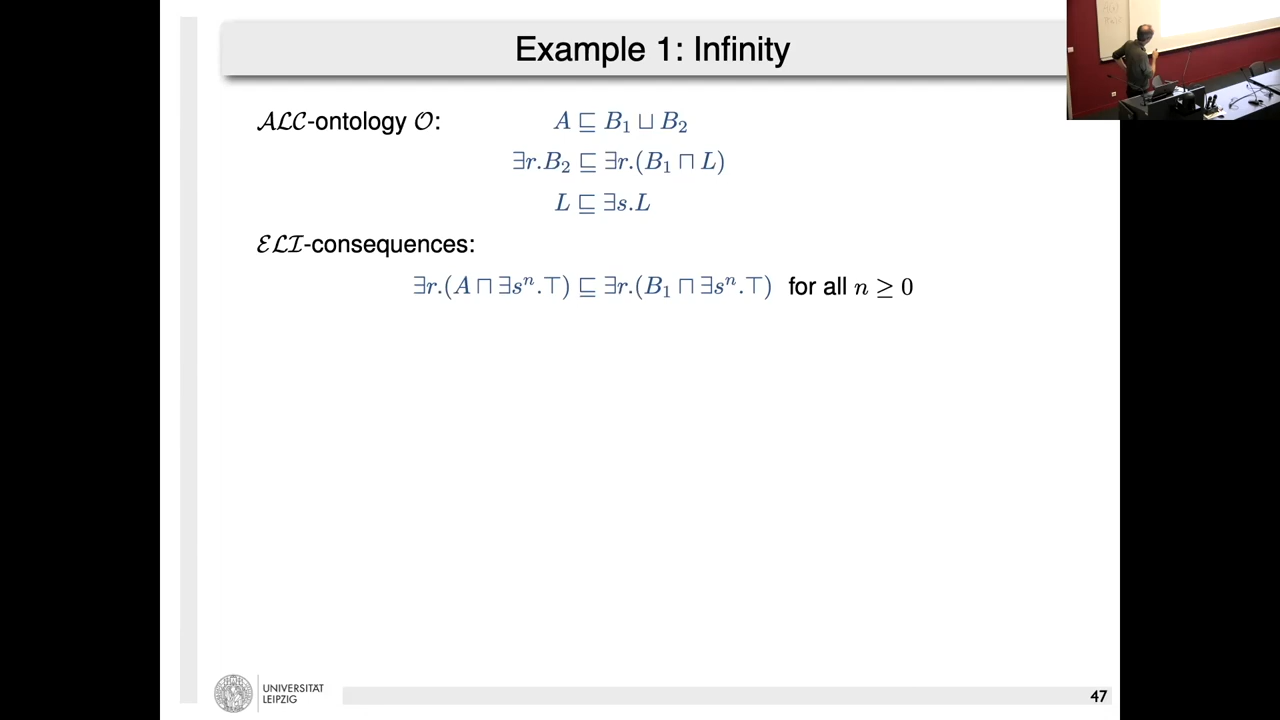 Example 1: Infinity
𝒜ℒ𝒞-ontology 𝒪: A ⊑ B₁ ⊔ B₂
∃r.B₂ ⊑ ∃r.(B₁ ⊓ L)
L ⊑ ∃s.L
ℰℒℐ-consequences:
∃r.(A ⊓ ∃sⁿ.⊤) ⊑ ∃r.(B₁ ⊓ ∃sⁿ.⊤) for all n ≥ 0
UNIVERSITÄT
LEIPZIG
47